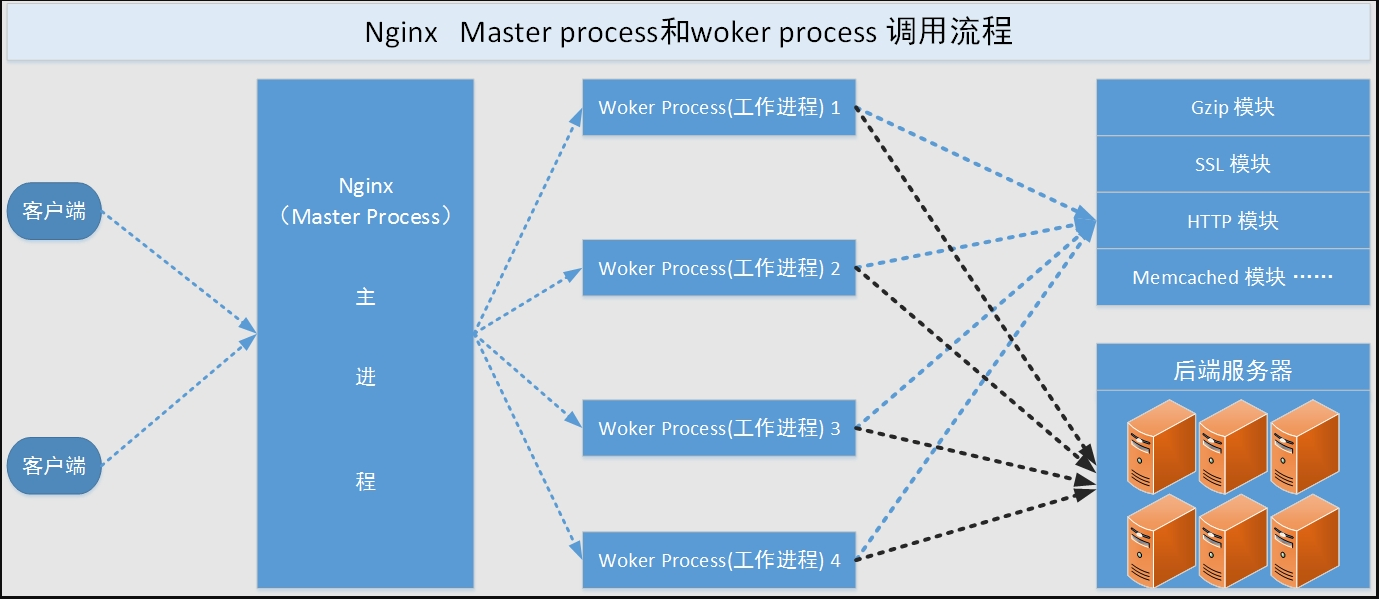 Nginx Master process和woker process 调用流程
客户端
客户端
Nginx
（Master Process）
主
进
程
Woker Process(工作进程) 1
Woker Process(工作进程) 2
Woker Process(工作进程) 3
Woker Process(工作进程) 4
Gzip 模块
SSL 模块
HTTP 模块
Memcached 模块 ……
后端服务器